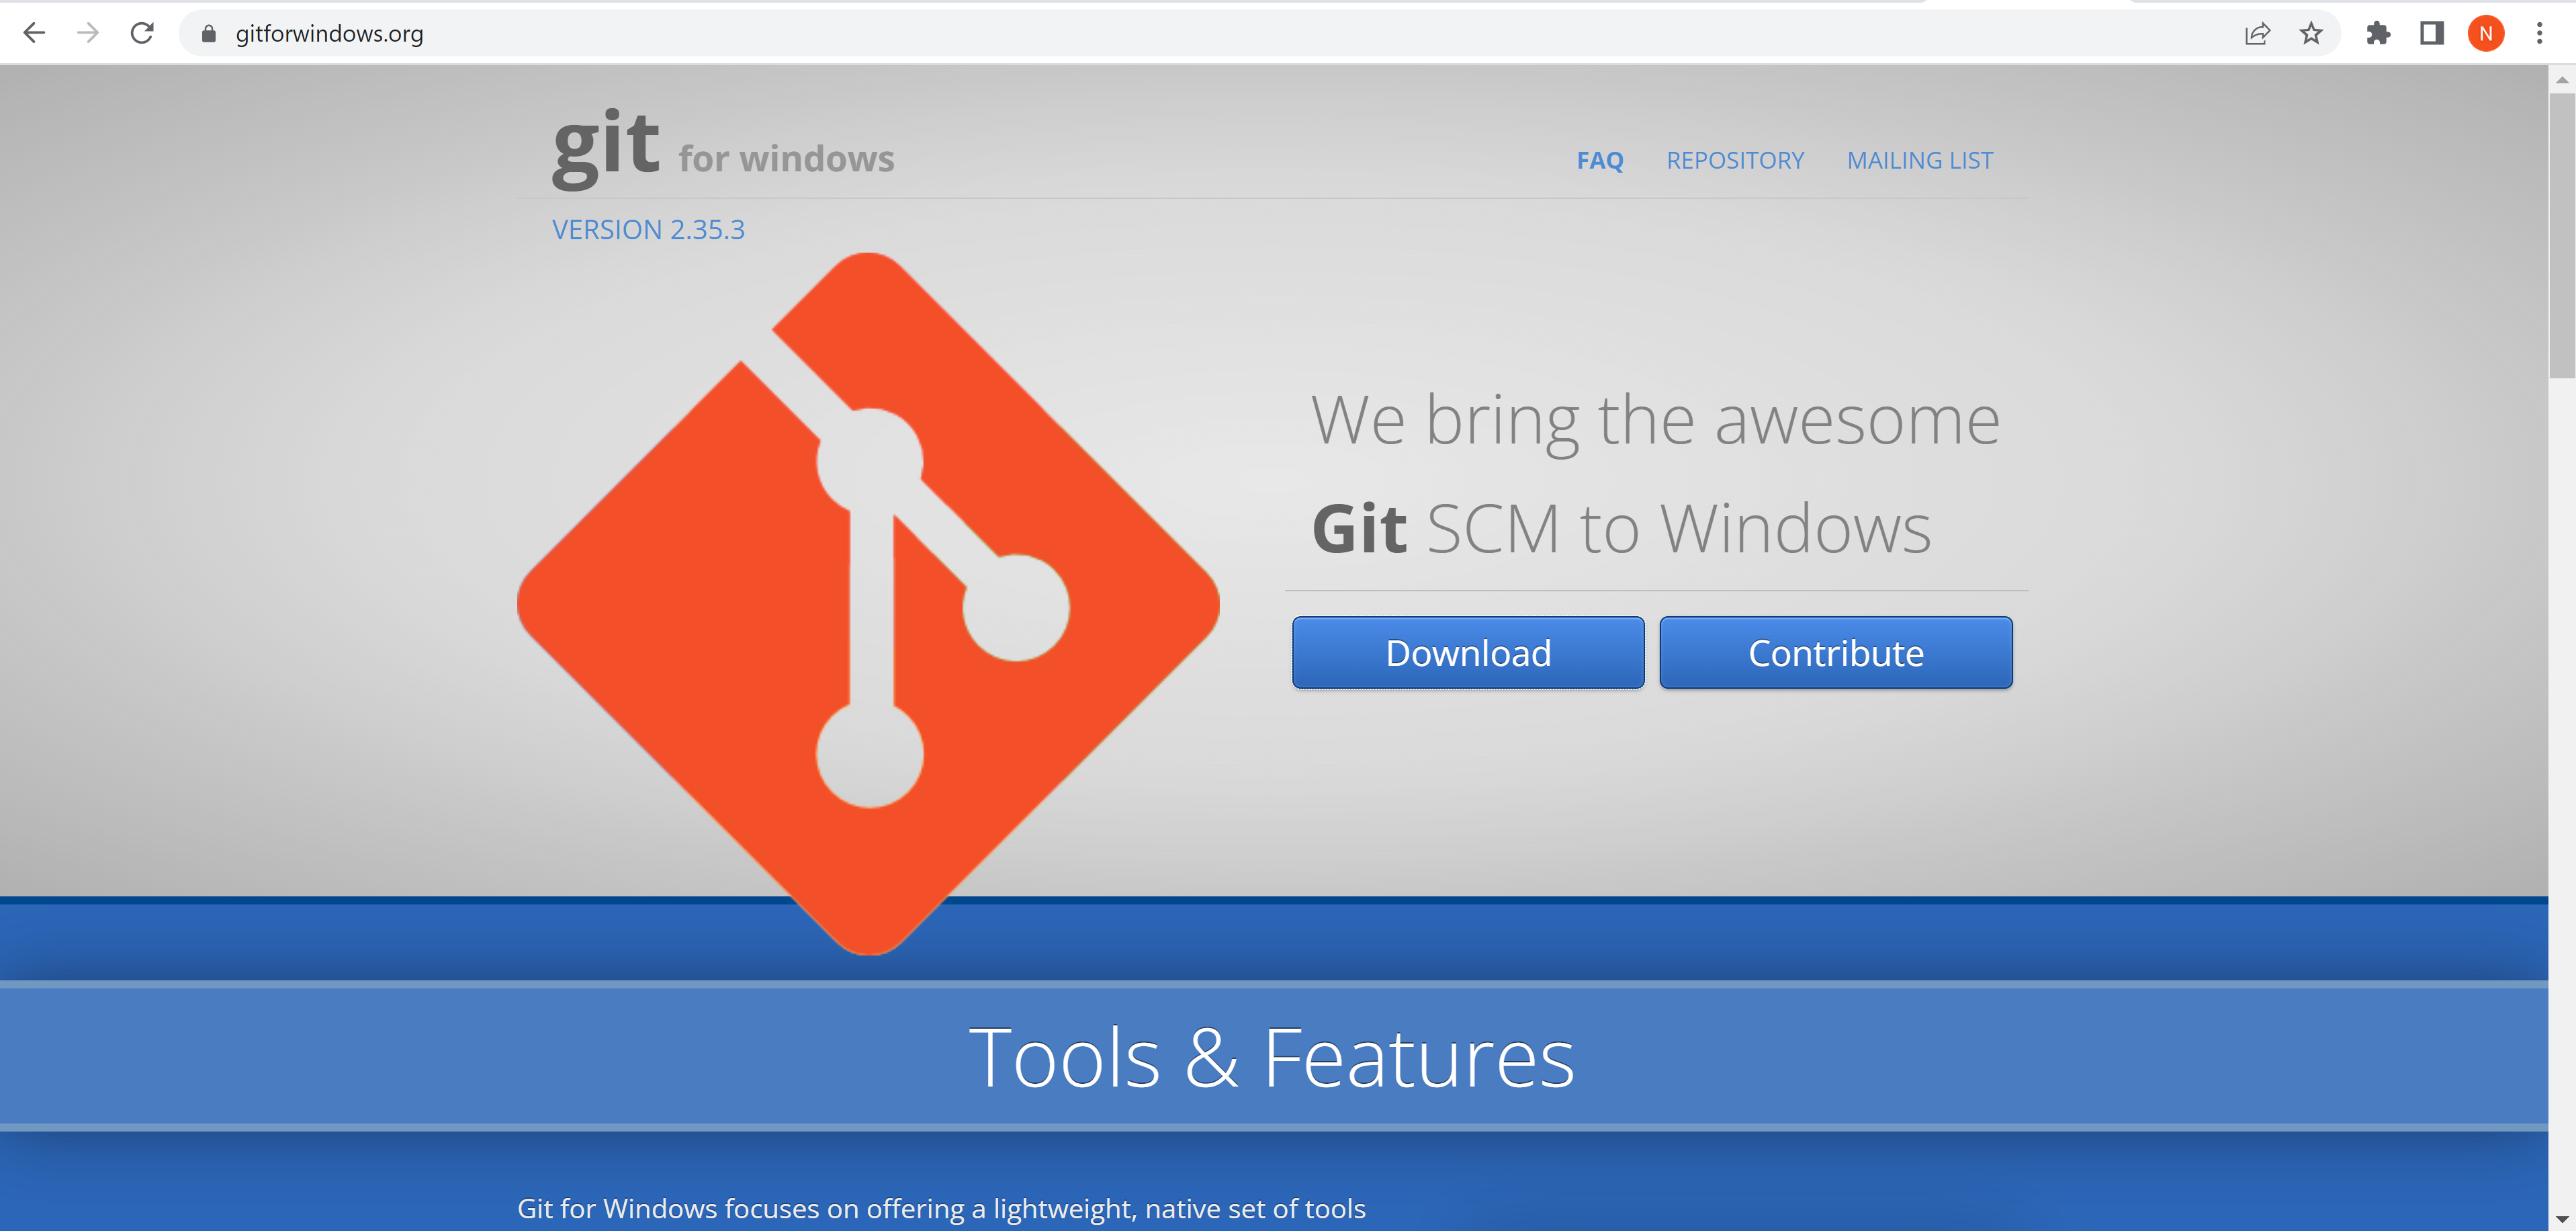 gitforwindows.org
N
git for windows
FAQ REPOSITORY MAILING LIST
VERSION 2.35.3
We bring the awesome
Git SCM to Windows
Download Contribute
Tools & Features
Git for Windows focuses on offering a lightweight, native set of tools